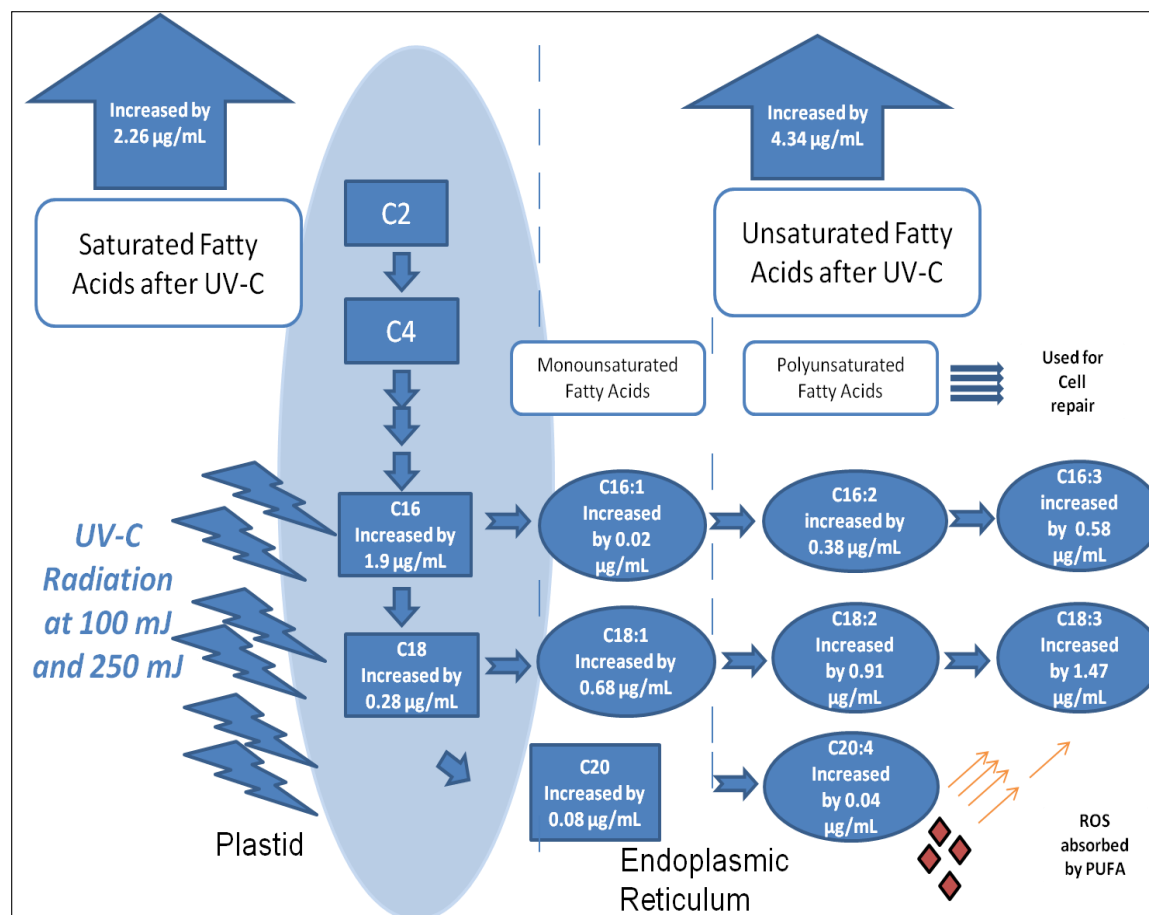 Increased by
2.26 µg/mL
Increased by
4.34 µg/mL
Saturated Fatty
Acids after UV-C
Unsaturated Fatty
Acids after UV-C
C2
C4
Monounsaturated
Fatty Acids
Polyunsaturated
Fatty Acids
Used for
Cell
repair
UV-C
Radiation
at 100 mJ
and 250 mJ
C16
Increased by
1.9 µg/mL
C16:1
Increased
by 0.02
µg/mL
C16:2
increased by
0.38 µg/mL
C16:3
increased
by 0.58
µg/mL
C18
Increased by
0.28 µg/mL
C18:1
Increased by
0.68 µg/mL
C18:2
Increased
by 0.91
µg/mL
C18:3
Increased
by 1.47
µg/mL
C20
Increased by
0.08 µg/mL
C20:4
Increased
by 0.04
µg/mL
ROS
absorbed
by PUFA
Plastid
Endoplasmic
Reticulum